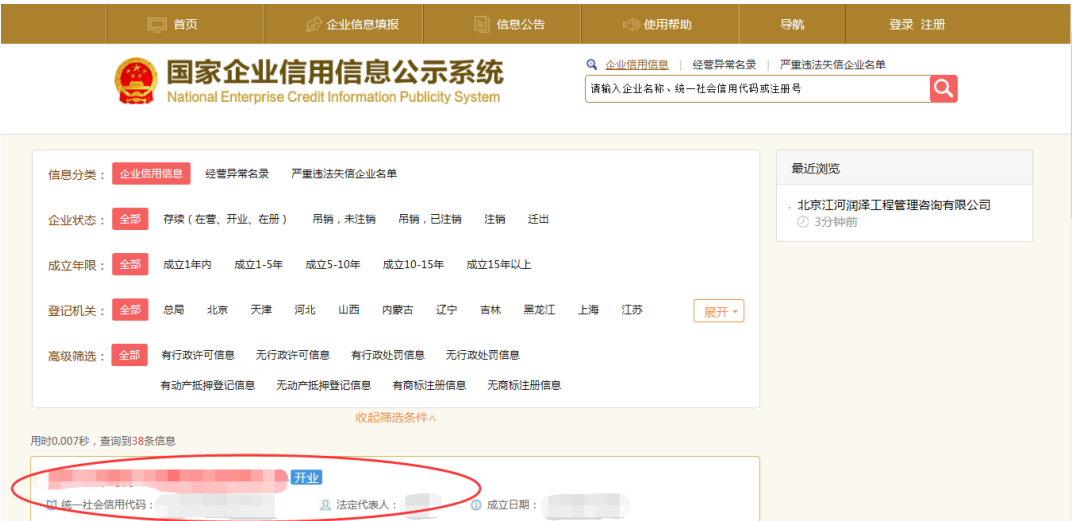 首页 企业信息填报 信息公告 使用帮助 导航 登录 注册
国家企业信用信息公示系统
National Enterprise Credit Information Publicity System
企业信用信息 | 经营异常名录 | 严重违法失信企业名单
请输入企业名称、统一社会信用代码或注册号
信息分类： 企业信用信息 经营异常名录 严重违法失信企业名单
企业状态： 全部 存续（在营、开业、在册） 吊销，未注销 吊销，已注销 注销 迁出
成立年限： 全部 成立1年内 成立1-5年 成立5-10年 成立10-15年 成立15年以上
登记机关： 全部 总局 北京 天津 河北 山西 内蒙古 辽宁 吉林 黑龙江 上海 江苏 展开
高级筛选： 全部 有行政许可信息 无行政许可信息 有行政处罚信息 无行政处罚信息
有动产抵押登记信息 无动产抵押登记信息 有商标注册信息 无商标注册信息
收起筛选条件
最近浏览
北京江河润泽工程管理咨询有限公司
3分钟前
用时0.007秒，查询到38条信息
开业
统一社会信用代码： 法定代表人： 成立日期：